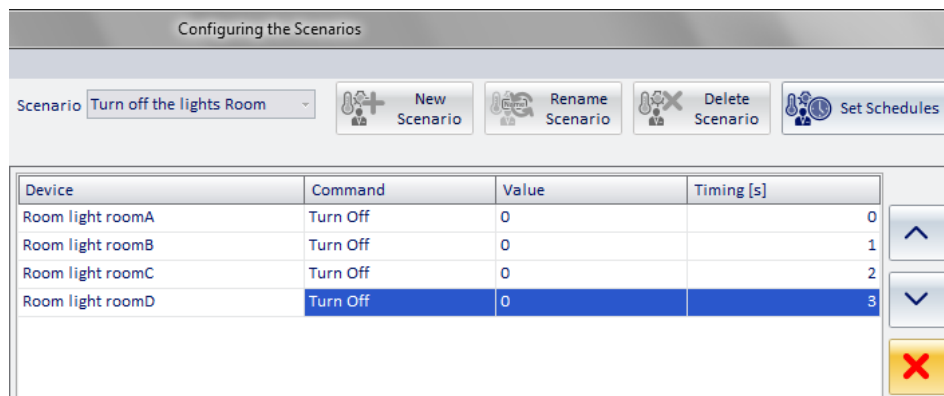 Configuring the Scenarios
Scenario Turn off the lights Room
New Scenario
Rename Scenario
Delete Scenario
Set Schedules
Device Command Value Timing [s]
Room light roomA Turn Off 0 0
Room light roomB Turn Off 0 1
Room light roomC Turn Off 0 2
Room light roomD Turn Off 0 3